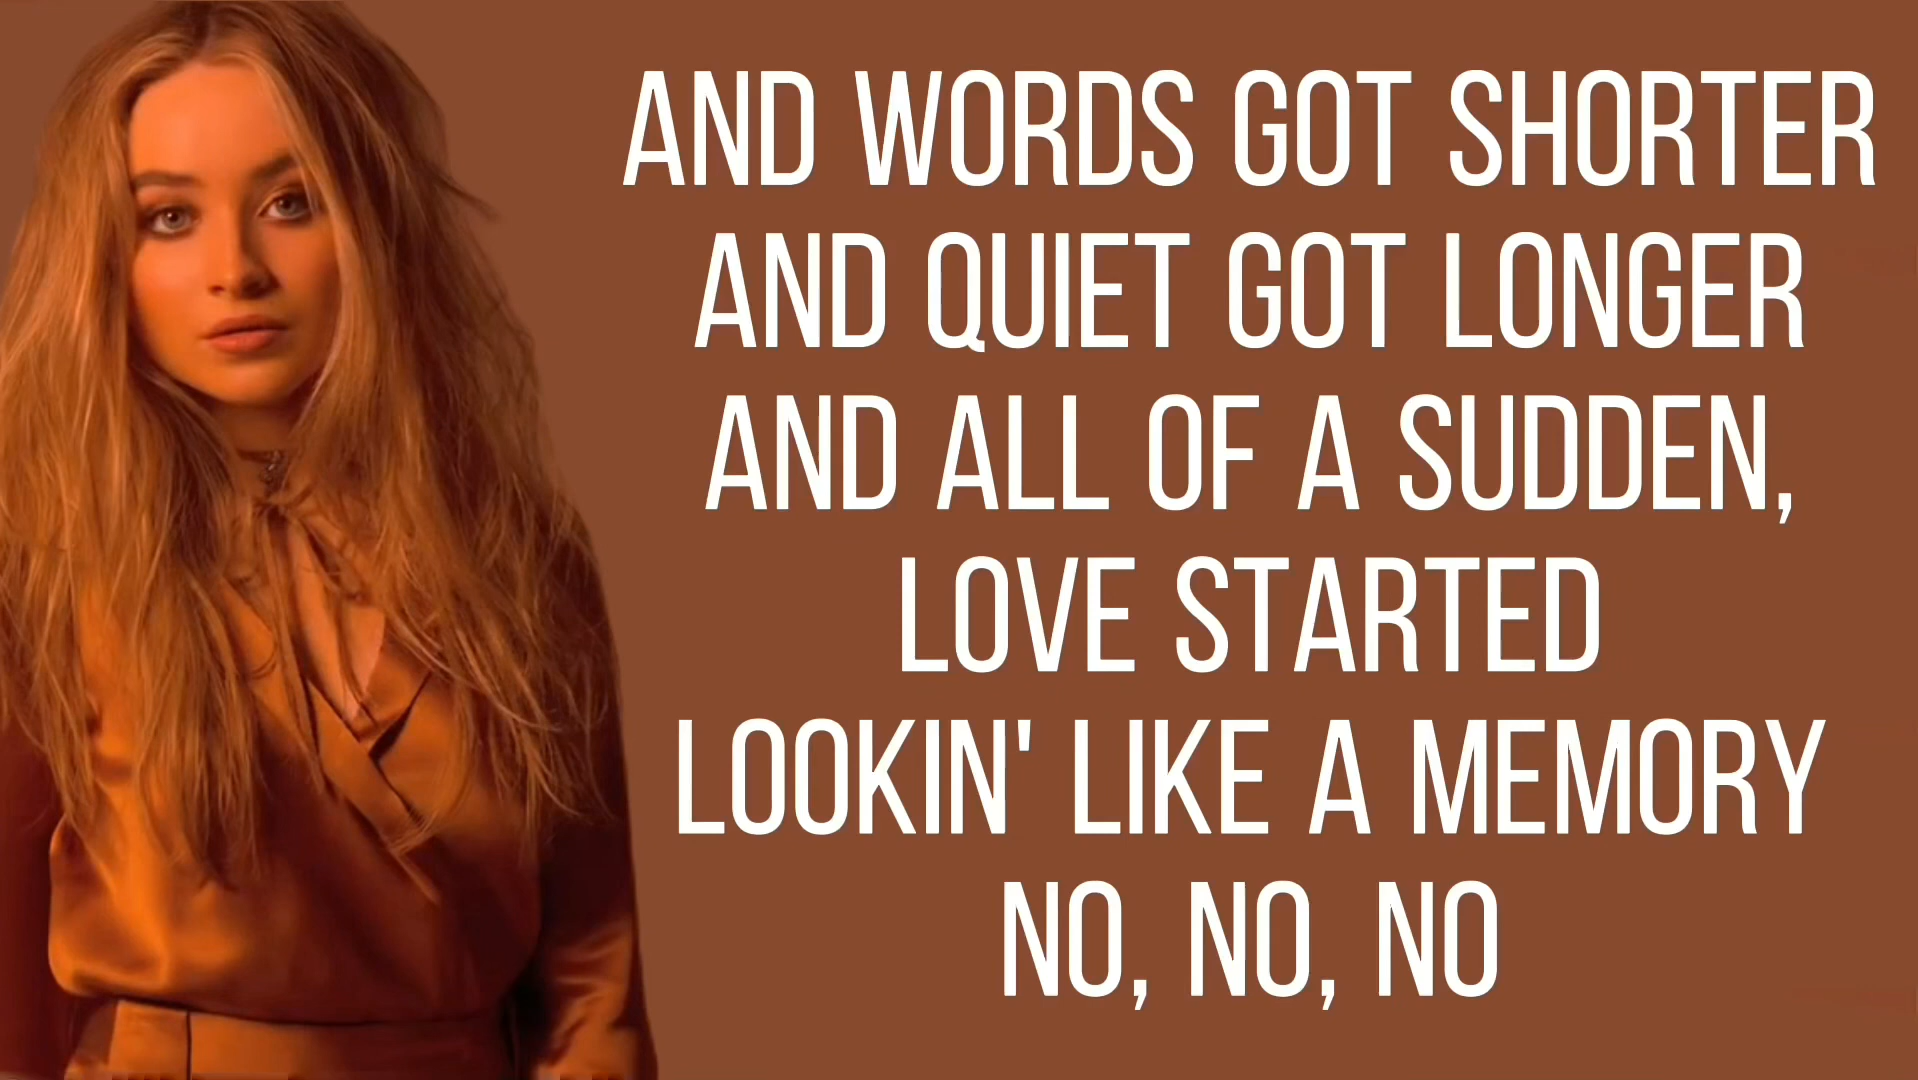 AND WORDS GOT SHORTER
AND QUIET GOT LONGER
AND ALL OF A SUDDEN,
LOVE STARTED
LOOKIN' LIKE A MEMORY
NO, NO, NO